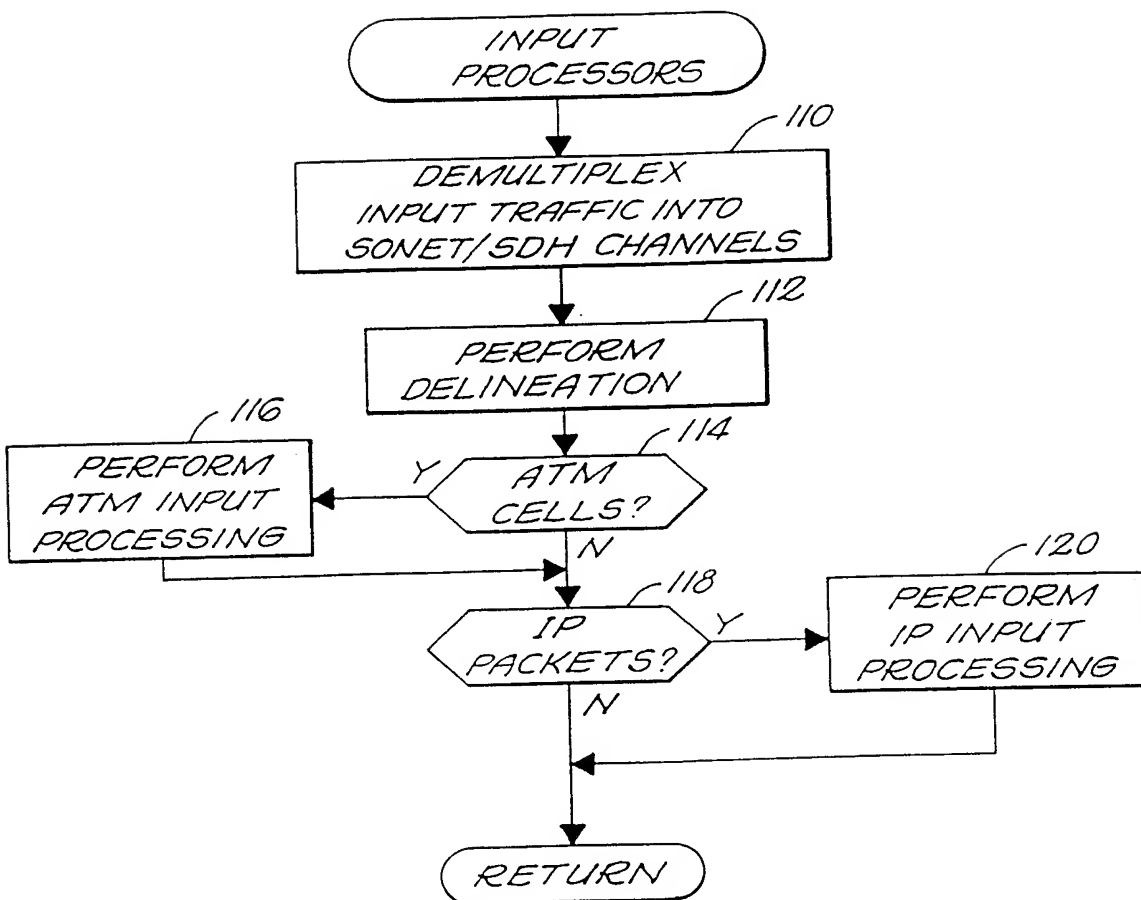 INPUT
PROCESSORS
110
DEMULTIPLEX
INPUT TRAFFIC INTO
SONET/SDH CHANNELS
112
PERFORM
DELINEATION
114
ATM
CELLS?
Y
N
116
PERFORM
ATM INPUT
PROCESSING
118
IP
PACKETS?
Y
N
120
PERFORM
IP INPUT
PROCESSING
RETURN